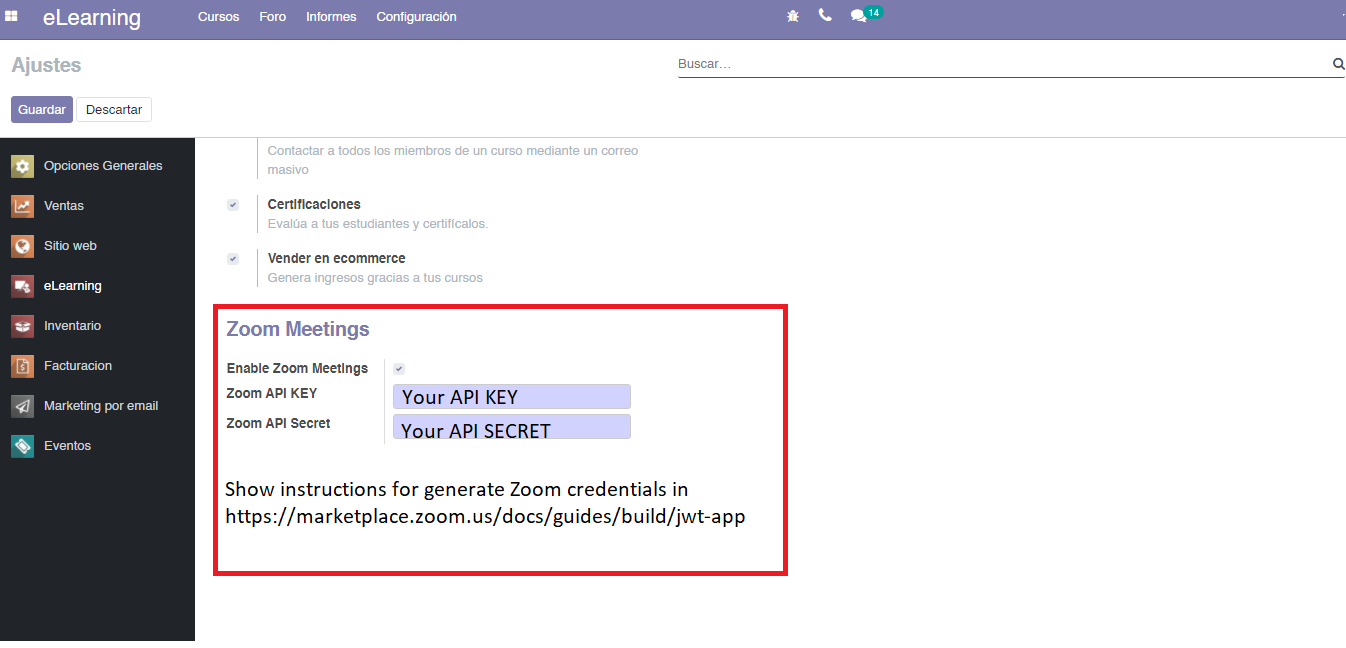 eLearning
Cursos Foro Informes Configuración
14
Ajustes
Buscar…
Guardar Descartar
Opciones Generales
Ventas
Sitio web
eLearning
Inventario
Facturacion
Marketing por email
Eventos
Contactar a todos los miembros de un curso mediante un correo
masivo
Certificaciones
Evalúa a tus estudiantes y certifícalos.
Vender en ecommerce
Genera ingresos gracias a tus cursos
Zoom Meetings
Enable Zoom Meetings
Zoom API KEY Your API KEY
Zoom API Secret Your API SECRET
Show instructions for generate Zoom credentials in
https://marketplace.zoom.us/docs/guides/build/jwt-app